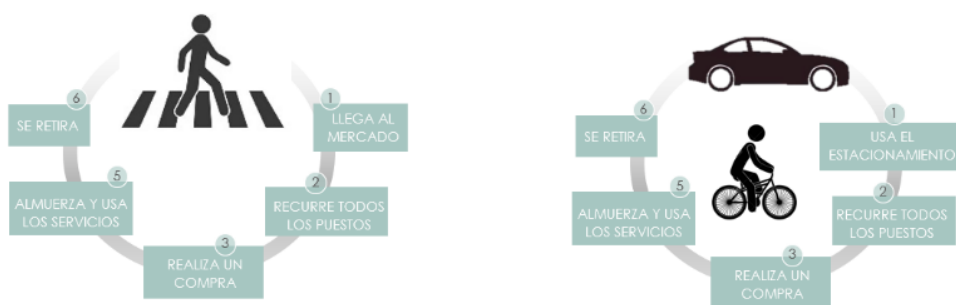 1
LLEGA AL
MERCADO
2
RECURRE TODOS
LOS PUESTOS
3
REALIZA UN
COMPRA
5
ALMUERZA Y USA
LOS SERVICIOS
6
SE RETIRA
1
USA EL
ESTACIONAMIENTO
2
RECURRE TODOS
LOS PUESTOS
3
REALIZA UN
COMPRA
5
ALMUERZA Y USA
LOS SERVICIOS
6
SE RETIRA